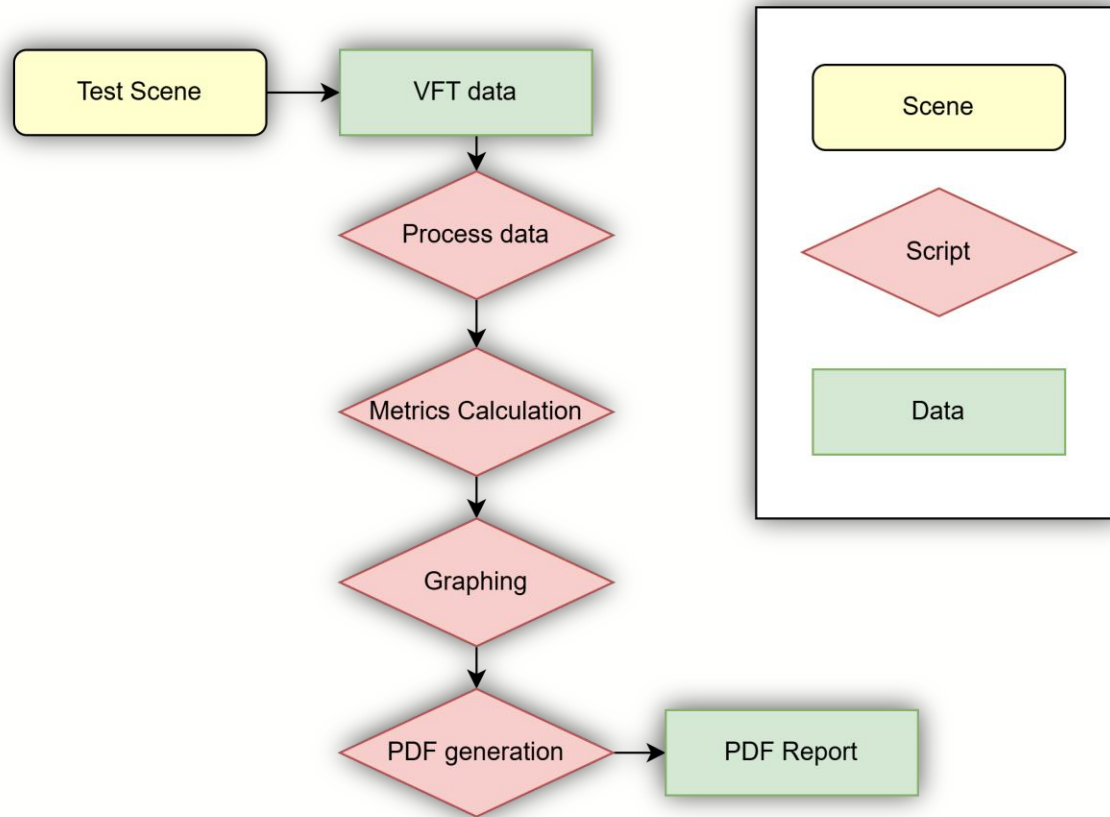 Test Scene
VFT data
Process data
Metrics Calculation
Graphing
PDF generation
PDF Report
Scene
Script
Data